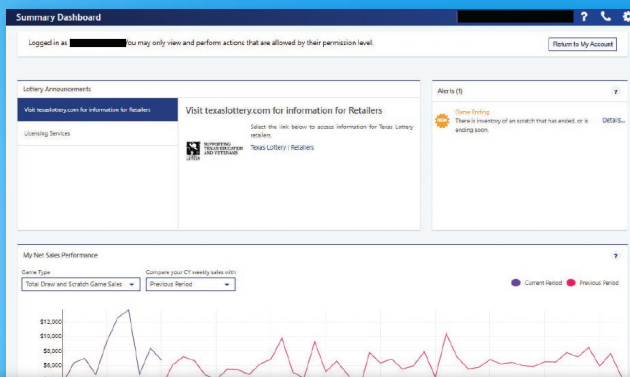 Summary Dashboard
?
Logged in as
You may only view and perform actions that are allowed by their permission level.
Return to My Account
Lottery Announcements
Visit texaslottery.com for information for Retailers
Licensing Services
Visit texaslottery.com for information for Retailers
Select the link below to access information for Texas Lottery
retailers.
SUPPORTING
TEXAS EDUCATION
AND VETERANS
Texas Lottery | Retailers
Alerts (1)
?
NEW
Game Ending
There is inventory of an scratch that has ended, or is
ending soon.
Details...
My Net Sales Performance
?
Game Type
Total Draw and Scratch Game Sales
Compare your CY weekly sales with
Previous Period
Current Period
Previous Period
$12,000
$10,000
$8,000
$6,000